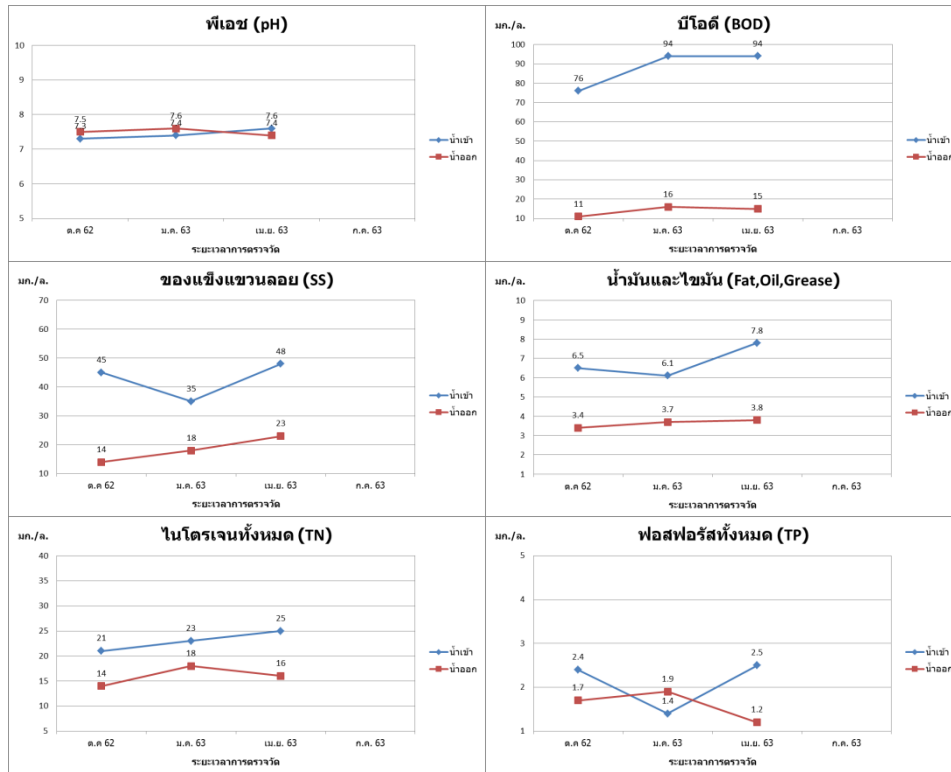 พีเอช (pH)
10
9
8
7
6
5
7.5
7.6
7.6
7.3
7.4
7.4
ต.ค 62
ม.ค. 63
เม.ย. 63
ก.ค. 63
ระยะเวลาการตรวจวัด
น้ำเข้า
น้ำออก
มก./ล.
บีโอดี (BOD)
100
90
80
70
60
50
40
30
20
10
76
94
94
11
16
15
ต.ค 62
ม.ค. 63
เม.ย. 63
ก.ค. 63
ระยะเวลาการตรวจวัด
น้ำเข้า
น้ำออก
มก./ล.
ของแข็งแขวนลอย (SS)
70
60
50
40
30
20
10
45
35
48
14
18
23
ต.ค 62
ม.ค. 63
เม.ย. 63
ก.ค. 63
ระยะเวลาการตรวจวัด
น้ำเข้า
น้ำออก
มก./ล.
น้ำมันและไขมัน (Fat,Oil,Grease)
10
9
8
7
6
5
4
3
2
1
6.5
6.1
7.8
3.4
3.7
3.8
ต.ค 62
ม.ค. 63
เม.ย. 63
ก.ค. 63
ระยะเวลาการตรวจวัด
น้ำเข้า
น้ำออก
มก./ล.
ไนโตรเจนทั้งหมด (TN)
40
35
30
25
20
15
10
5
21
23
25
14
18
16
ต.ค 62
ม.ค. 63
เม.ย. 63
ก.ค. 63
ระยะเวลาการตรวจวัด
น้ำเข้า
น้ำออก
มก./ล.
ฟอสฟอรัสทั้งหมด (TP)
5
4
3
2
1
2.4
1.4
2.5
1.7
1.9
1.2
ต.ค 62
ม.ค. 63
เม.ย. 63
ก.ค. 63
ระยะเวลาการตรวจวัด
น้ำเข้า
น้ำออก